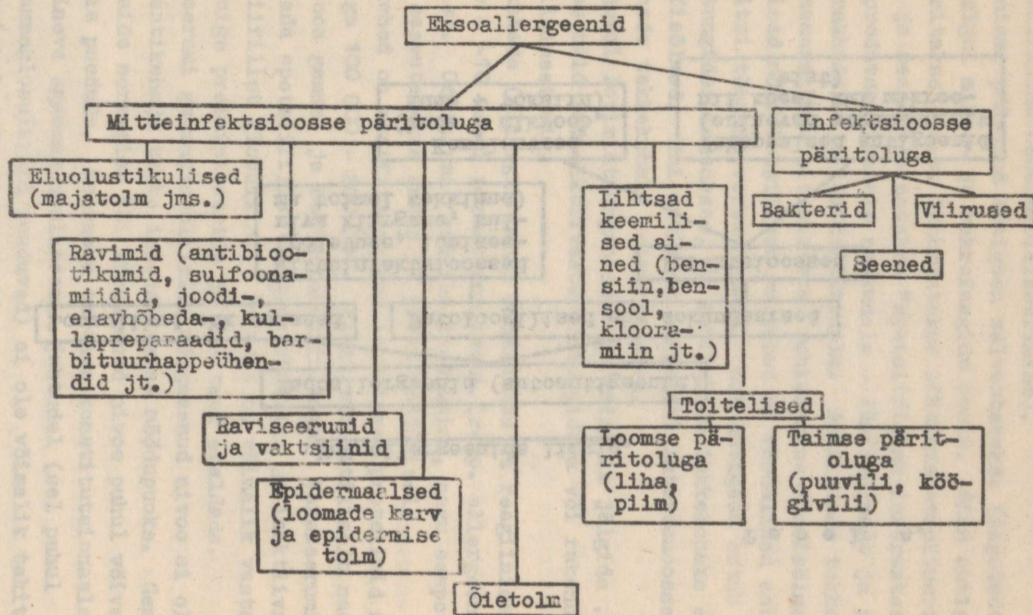 Eksoallergeenid
Mitteinfektsioosse päritoluga
Infektsioosse
päritoluga
Eluolustikulised
(majatolm jms.)
Bakterid
Viirused
Seened
Ravimid (antibioo-
tikumid, sulfoona-
miidid, joodi-,
elavhõbeda-, kul-
lapreparaadid, bar-
bituurhappeühen-
did jt.)
Lihtsad
keemili-
sed ai-
ned (ben-
siin,ben-
sool,
kloora-
miin jt.)
Raviseerumid
ja vaktsiinid
Toitelised
Loomse pä-
ritoluga
(liha,
piim)
Taimse pärit-
oluga
(puuvili, köö-
givili)
Epidermaalsed
(loomade karv
ja epidermise
tolm)
Õietolm